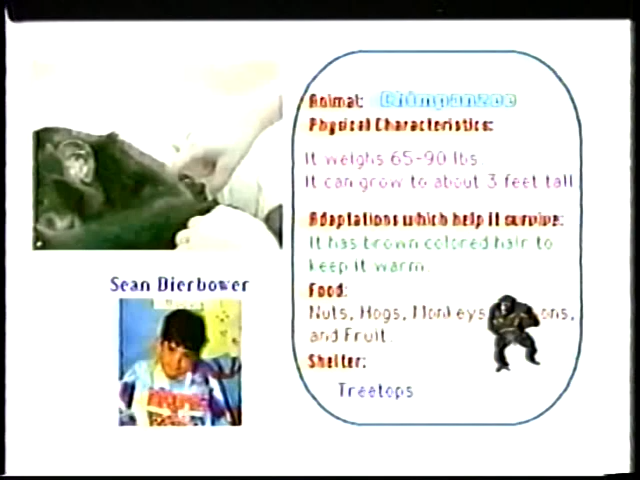 Animal: Chimpanzee
Physical Characteristics:
It weighs 65-90 lbs.
It can grow to about 3 feet tall
Adaptations which help it survive:
It has brown colored hair to
keep it warm.
Food:
Nuts, Hogs, Monkeys ons,
and Fruit.
Shelter:
Treetops
Sean Dierbower